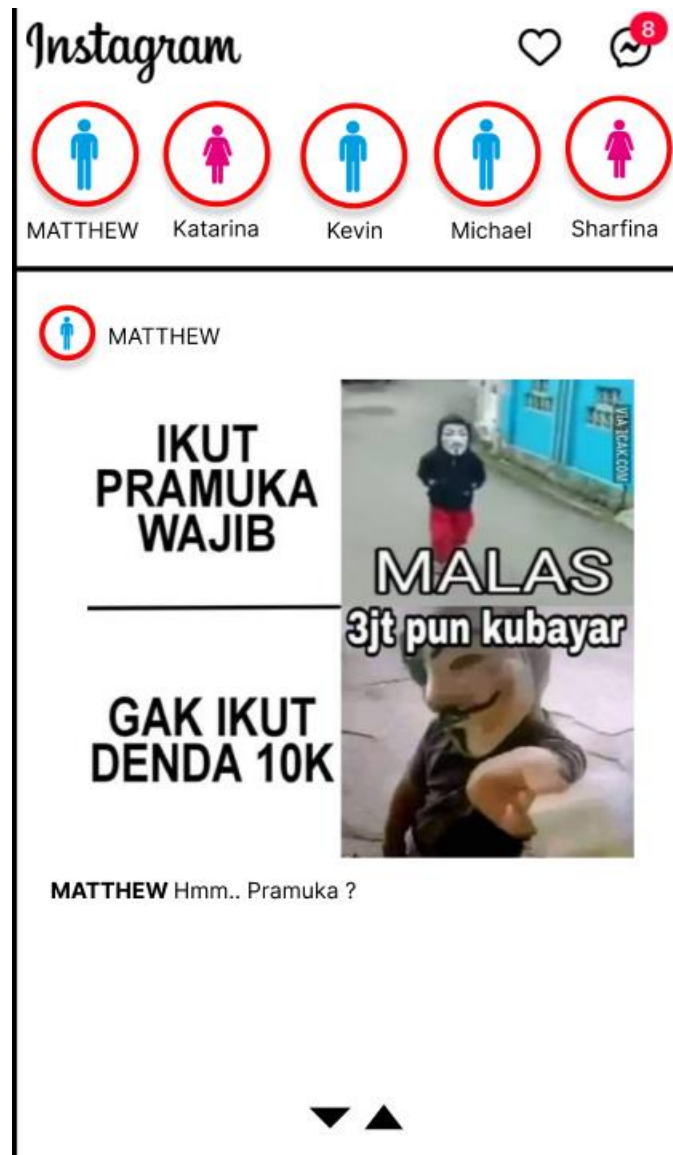 Instagram
8
MATTHEW Katarina Kevin Michael Sharfina
MATTHEW
IKUT
PRAMUKA
WAJIB
VIA 1CAK.COM
MALAS
3jt pun kubayar
GAK IKUT
DENDA 10K
MATTHEW Hmm.. Pramuka ?